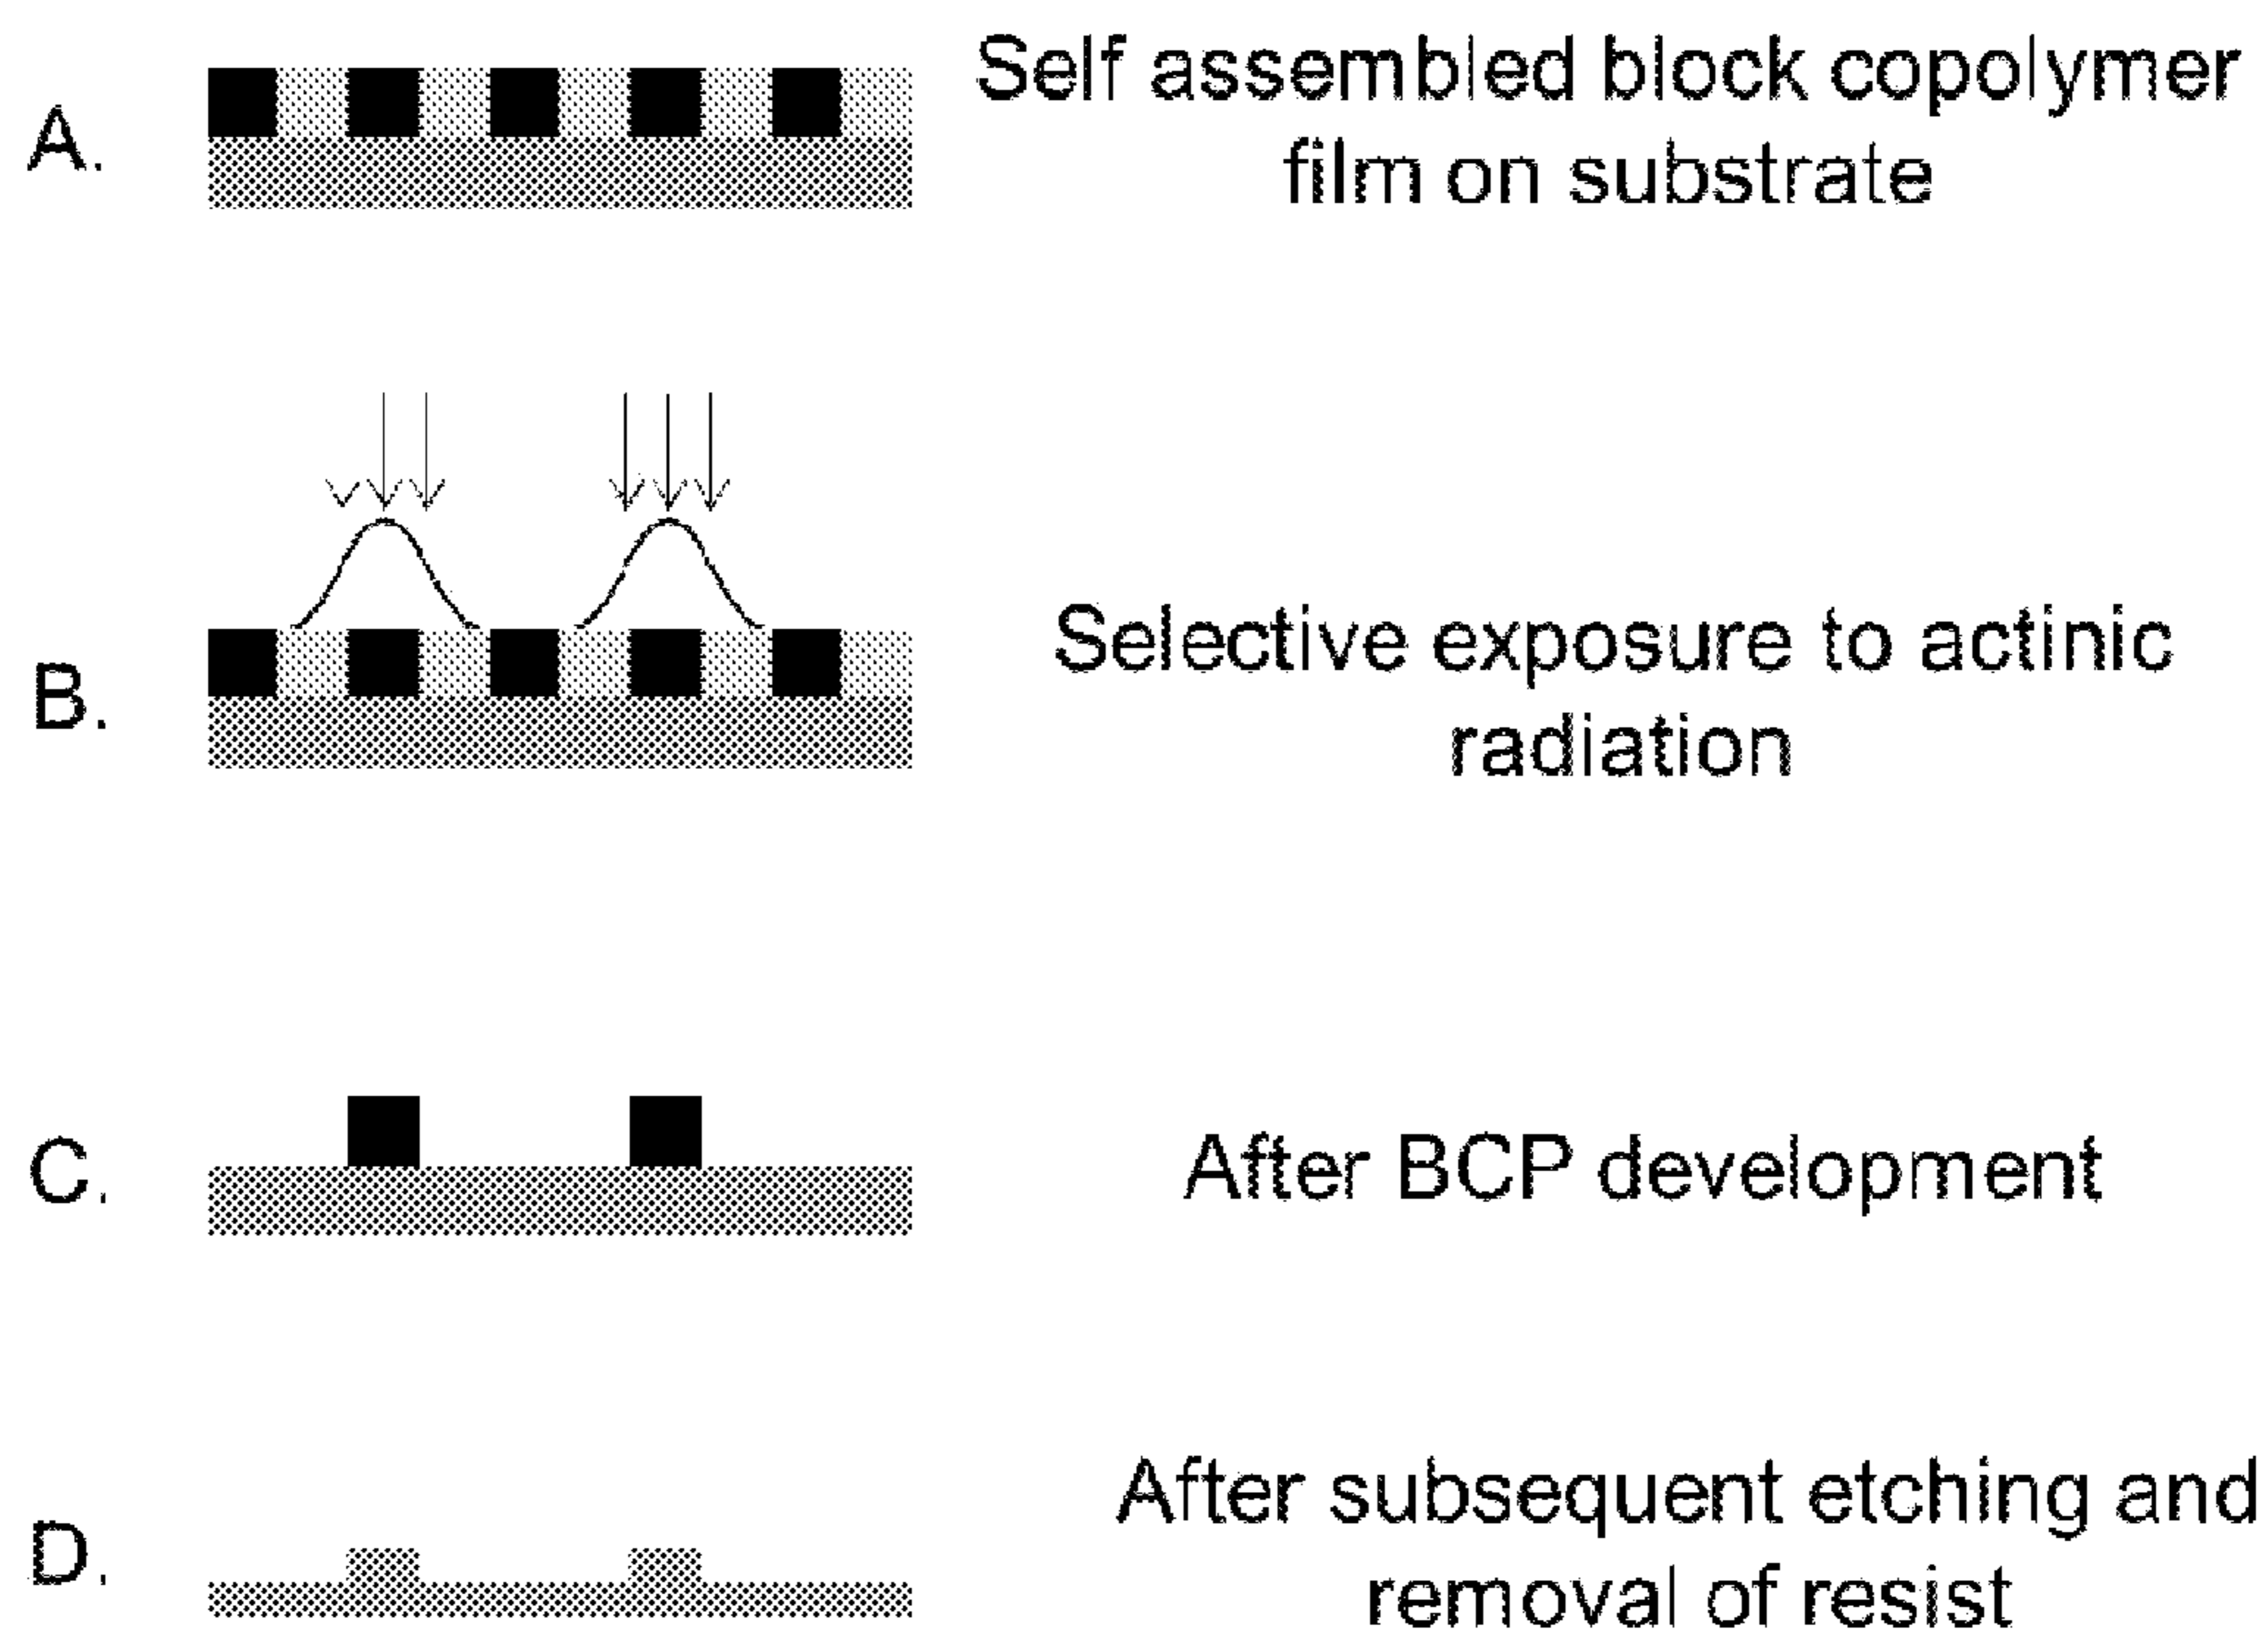 A.
Self assembled block copolymer
film on substrate
B.
Selective exposure to actinic
radiation
C.
After BCP development
D.
After subsequent etching and
removal of resist